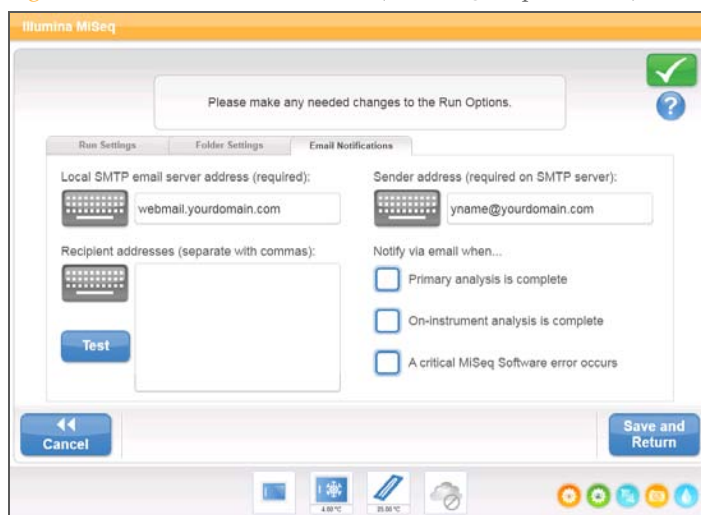 Illumina MiSeq
Please make any needed changes to the Run Options.
Run Settings
Folder Settings
Email Notifications
Local SMTP email server address (required):
webmail.yourdomain.com
Sender address (required on SMTP server):
yname@yourdomain.com
Recipient addresses (separate with commas):
Test
Notify via email when...
Primary analysis is complete
On-instrument analysis is complete
A critical MiSeq Software error occurs
Cancel
Save and
Return
4.00 °C